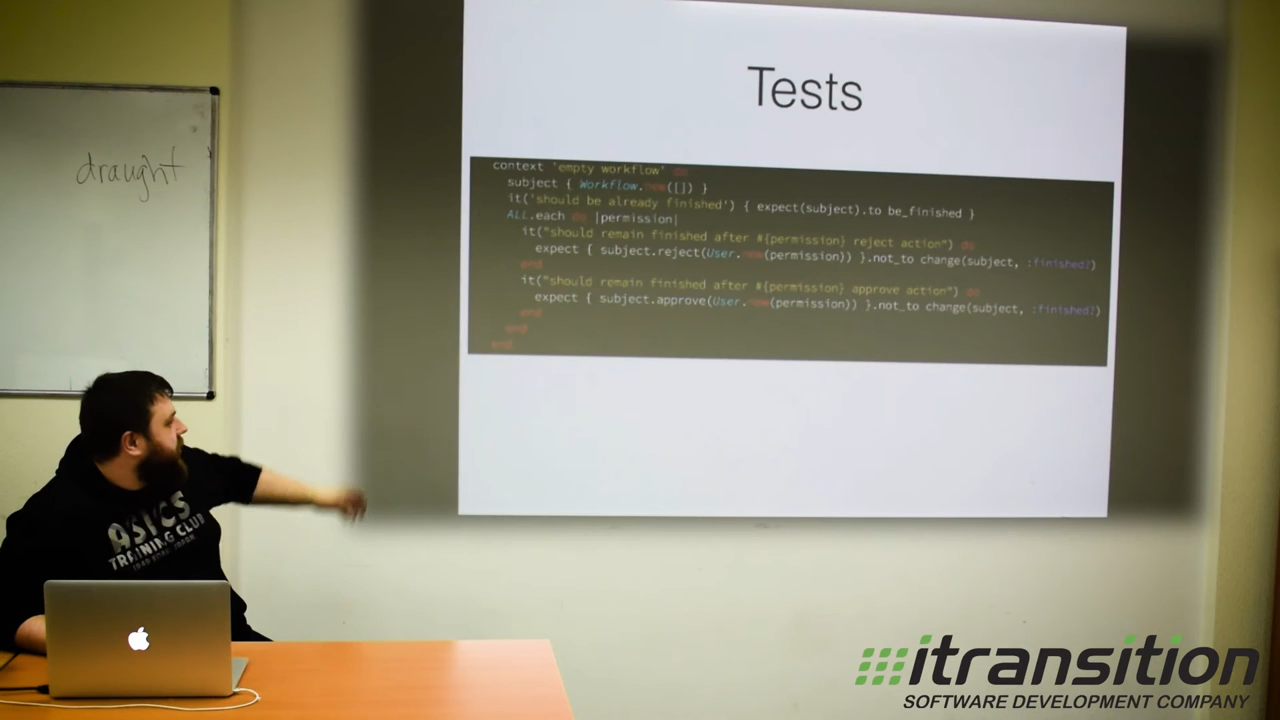 draught
Tests
context 'empty workflow' do
subject { Workflow.new([]) }
it('should be already finished') { expect(subject).to be_finished }
ALL.each do |permission|
it("should remain finished after #{permission} reject action") do
expect { subject.reject(User.new(permission)) }.not_to change(subject, :finished?)
end
it("should remain finished after #{permission} approve action") do
expect { subject.approve(User.new(permission)) }.not_to change(subject, :finished?)
end
end
end
ASICS
TRAINING CLUB
itransition
SOFTWARE DEVELOPMENT COMPANY